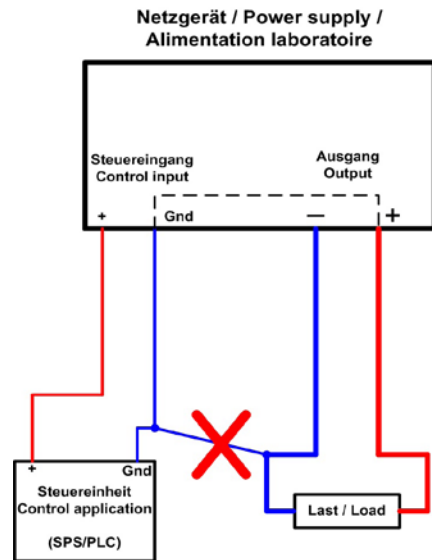 Netzgerät / Power supply /
Alimentation laboratoire
Steuereingang
Control input
Ausgang
Output
+
Gnd
—
+
+
Gnd
Steuereinheit
Control application
(SPS/PLC)
Last / Load